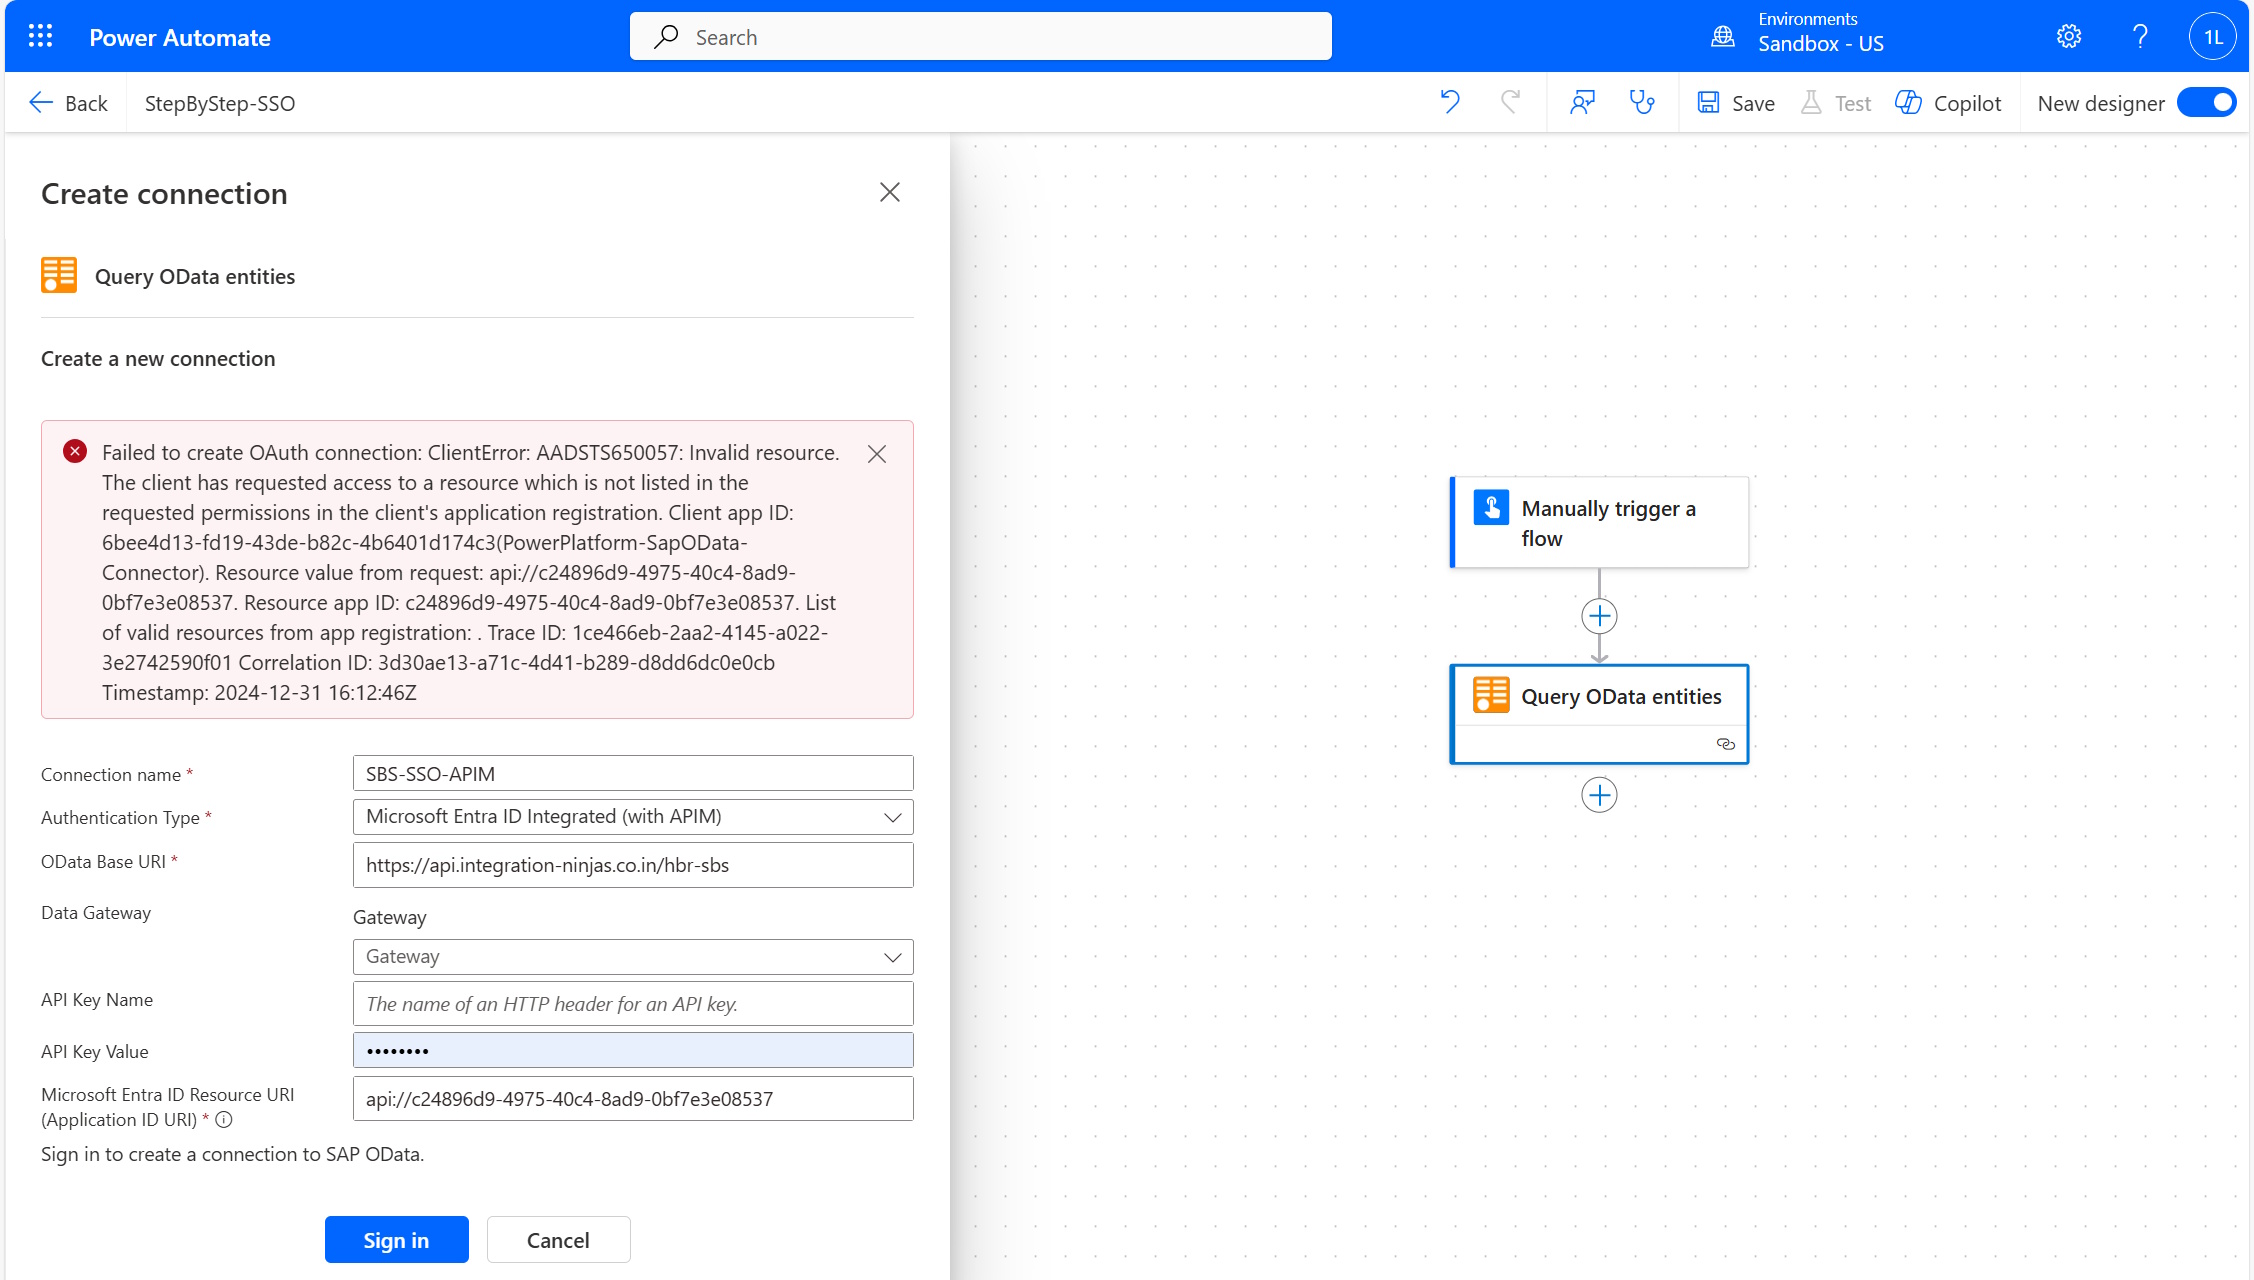 Power Automate
Search
Environments
Sandbox - US
?
1L
Back
StepByStep-SSO
Save
Test
Copilot
New designer
Create connection
Query OData entities
Create a new connection
Failed to create OAuth connection: ClientError: AADSTS650057: Invalid resource.
The client has requested access to a resource which is not listed in the
requested permissions in the client's application registration. Client app ID:
6bee4d13-fd19-43de-b82c-4b6401d174c3(PowerPlatform-SapOData-
Connector). Resource value from request: api://c24896d9-4975-40c4-8ad9-
0bf7e3e08537. Resource app ID: c24896d9-4975-40c4-8ad9-0bf7e3e08537. List
of valid resources from app registration: . Trace ID: 1ce466eb-2aa2-4145-a022-
3e2742590f01 Correlation ID: 3d30ae13-a71c-4d41-b289-d8dd6dc0e0cb
Timestamp: 2024-12-31 16:12:46Z
Connection name *
SBS-SSO-APIM
Authentication Type *
Microsoft Entra ID Integrated (with APIM)
OData Base URI *
https://api.integration-ninjas.co.in/hbr-sbs
Data Gateway
Gateway
Gateway
API Key Name
The name of an HTTP header for an API key.
API Key Value
••••••••
Microsoft Entra ID Resource URI
(Application ID URI) *
api://c24896d9-4975-40c4-8ad9-0bf7e3e08537
Sign in to create a connection to SAP OData.
Sign in
Cancel
Manually trigger a
flow
Query OData entities